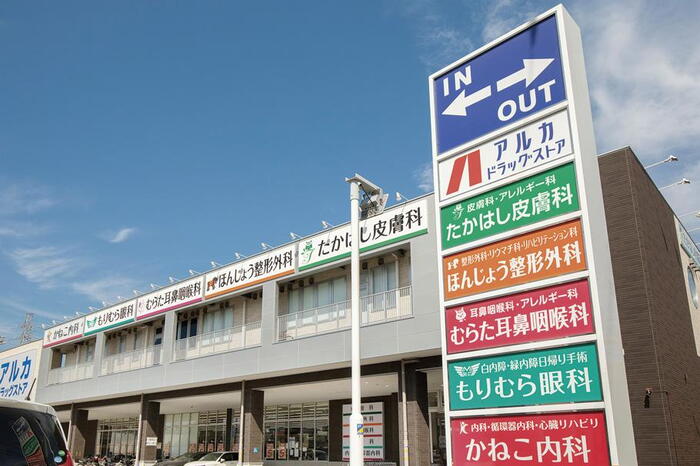 IN
OUT
アルカ
ドラッグストア
皮膚科・アレルギー科
たかはし皮膚科
整形外科・リウマチ科・リハビリテーション科
ほんじょう整形外科
耳鼻咽喉科・アレルギー科
むらた耳鼻咽喉科
白内障・緑内障日帰り手術
もりむら眼科
内科・循環器内科・心臓リハビリ
かねこ内科
かねこ内科
もりむら眼科
むらた耳鼻咽喉科
ほんじょう整形外科
たかはし皮膚科
アルカ